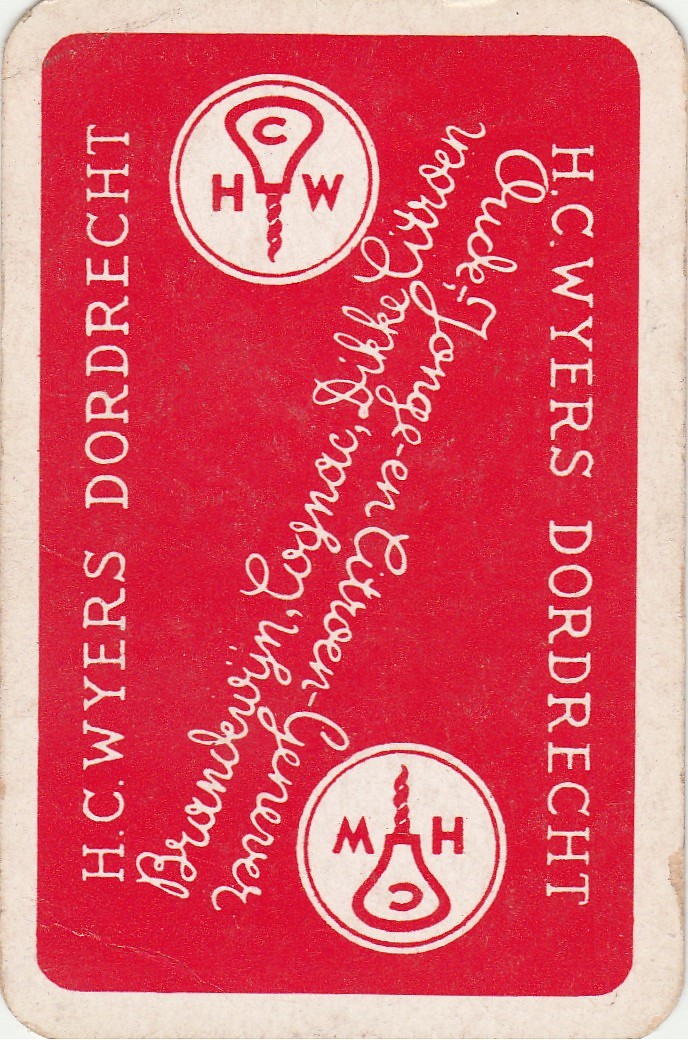 H.C.WYERS DORDRECHT
C
H W
Brandewijn, Cognac, Dikke Citroen
Oude-, Jonge-en Citroen-Genever
H.C.WYERS DORDRECHT
H W
C